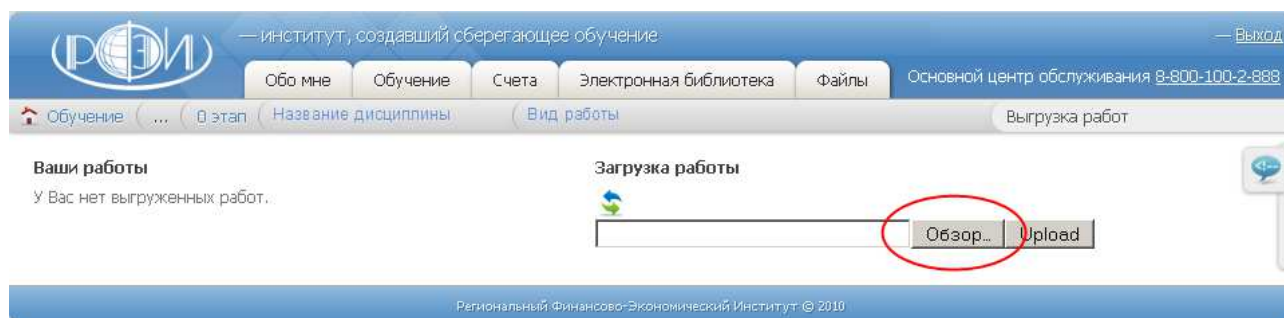 РФЭИ — институт, создавший сберегающее обучение — Выход
Обо мне Обучение Счета Электронная библиотека Файлы Основной центр обслуживания 8-800-100-2-888
Обучение ... 0 этап Название дисциплины Вид работы Выгрузка работ
Ваши работы Загрузка работы
У Вас нет выгруженных работ.
Обзор... Upload
Региональный Финансово-Экономический Институт © 2010